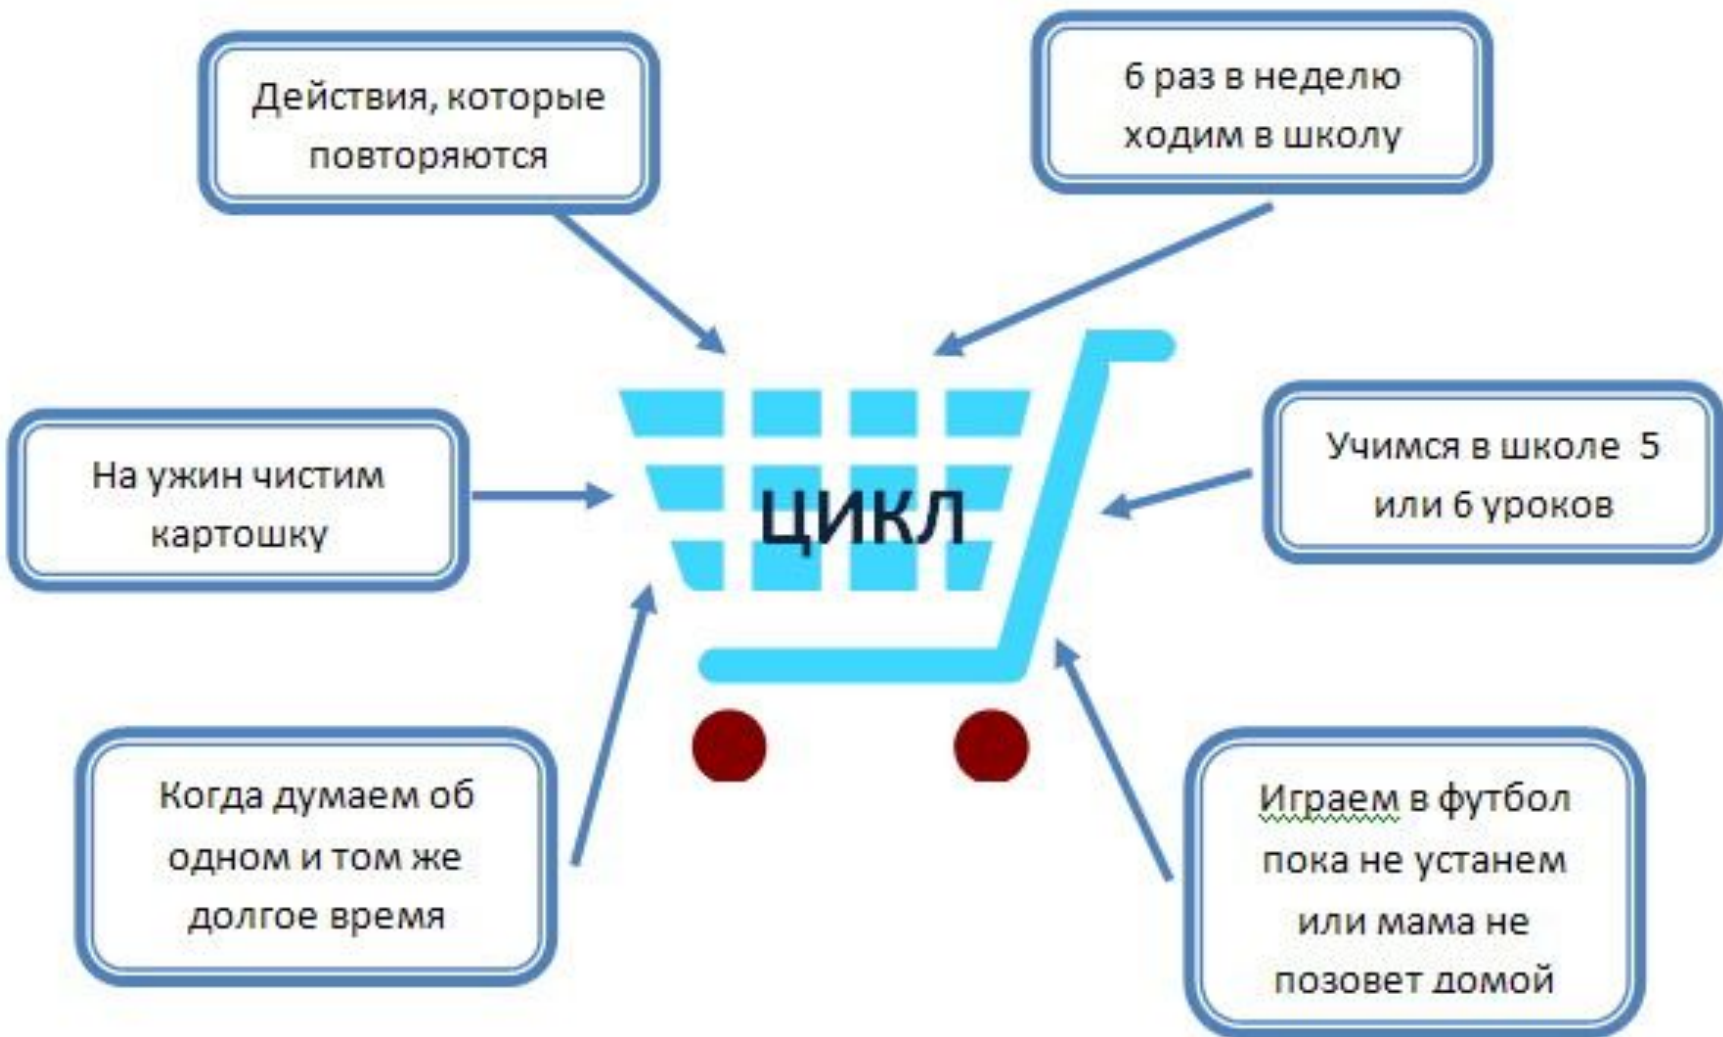 Действия, которые
повторяются
6 раз в неделю
ходим в школу
На ужин чистим
картошку
ЦИКЛ
Учимся в школе 5
или 6 уроков
Когда думаем об
одном и том же
долгое время
Играем в футбол
пока не устанем
или мама не
позовет домой